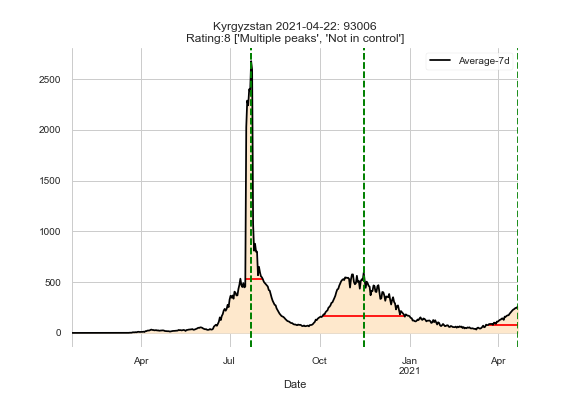 Kyrgyzstan 2021-04-22: 93006
Rating:8 ['Multiple peaks', 'Not in control']
Average-7d
2500
2000
1500
1000
500
0
Apr Jul Oct Jan Apr
2021
Date